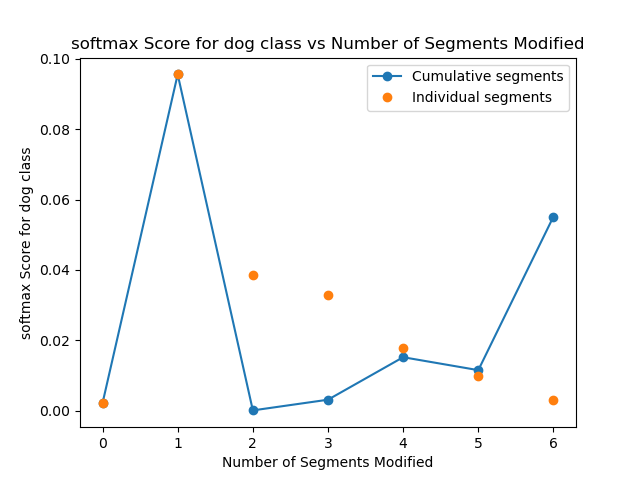 softmax Score for dog class vs Number of Segments Modified
Cumulative segments
Individual segments
softmax Score for dog class
0.10
0.08
0.06
0.04
0.02
0.00
0 1 2 3 4 5 6
Number of Segments Modified